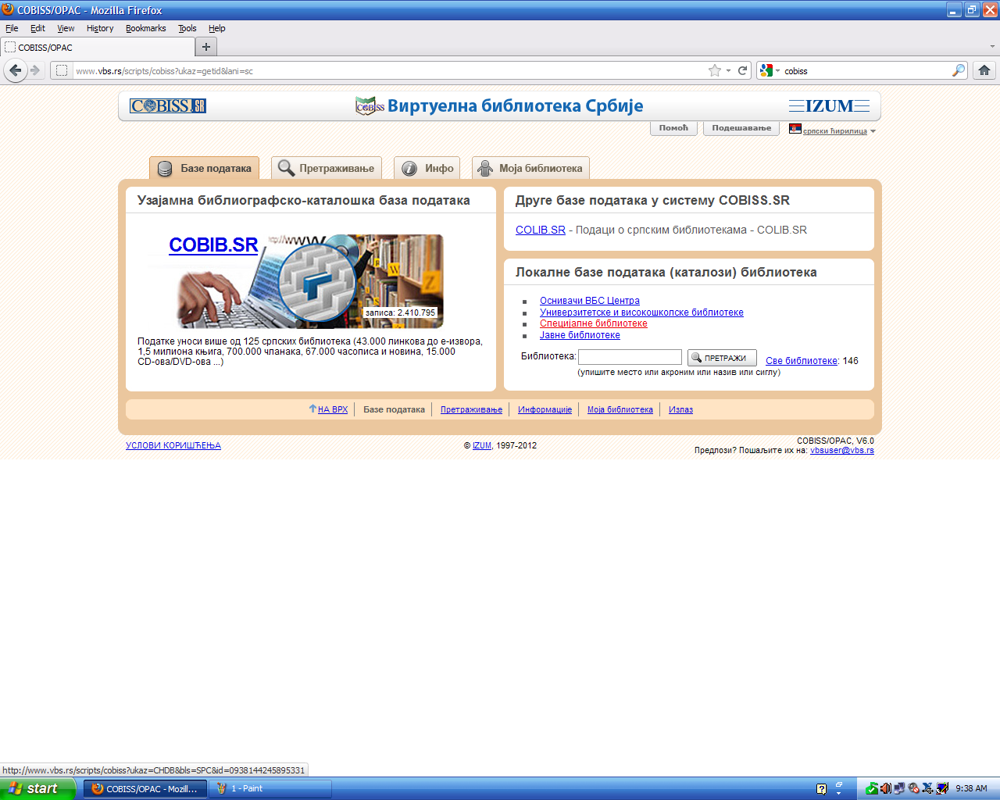 COBISS/OPAC - Mozilla Firefox
File Edit View History Bookmarks Tools Help
COBISS/OPAC
www.vbs.rs/scripts/cobiss?ukaz=getid&lani=sc
cobiss
COBISS.SR
COBISS Виртуелна библиотека Србије
IZUM
Помоћ Подешавање српски ћирилица
Базе података Претраживање Инфо Моја библиотека
Узајамна библиографско-каталошка база података
COBIB.SR
http://www
записа: 2.410.795
Податке уноси више од 125 српских библиотека (43.000 линкова до е-извора,
1,5 милиона књига, 700.000 чланака, 67.000 часописа и новина, 15.000
CD-ова/DVD-ова ...)
Друге базе података у систему COBISS.SR
COLIB.SR - Подаци о српским библиотекама - COLIB.SR
Локалне базе података (каталози) библиотека
Оснивачи ВБС Центра
Универзитетске и високошколске библиотеке
Специјалне библиотеке
Јавне библиотеке
Библиотека: ПРЕТРАЖИ Све библиотеке: 146
(упишите место или акроним или назив или сиглу)
НА ВРХ Базе података Претраживање Информације Моја библиотека Излаз
УСЛОВИ КОРИШЋЕЊА
© IZUM, 1997-2012
COBISS/OPAC, V6.0
Предлози? Пошаљите их на: vbsuser@vbs.rs
http://www.vbs.rs/scripts/cobiss?ukaz=CHDB&bls=SPC&id=0938144245895331
start COBISS/OPAC - Mozill... 1 - Paint 9:38 AM